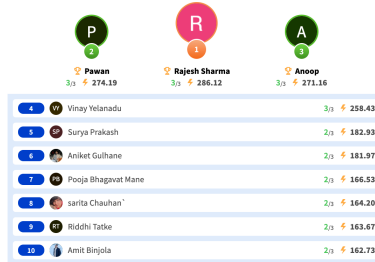 P R A
2 1 3
Pawan Rajesh Sharma Anoop
3/3 274.19 3/3 286.12 3/3 271.16
4 VY Vinay Yelanadu 3/3 258.43
5 SP Surya Prakash 2/3 182.93
6 Aniket Gulhane 2/3 181.97
7 PB Pooja Bhagavat Mane 2/3 166.53
8 sarita Chauhan` 2/3 164.20
9 RT Riddhi Tatke 2/3 163.67
10 Amit Binjola 2/3 162.73